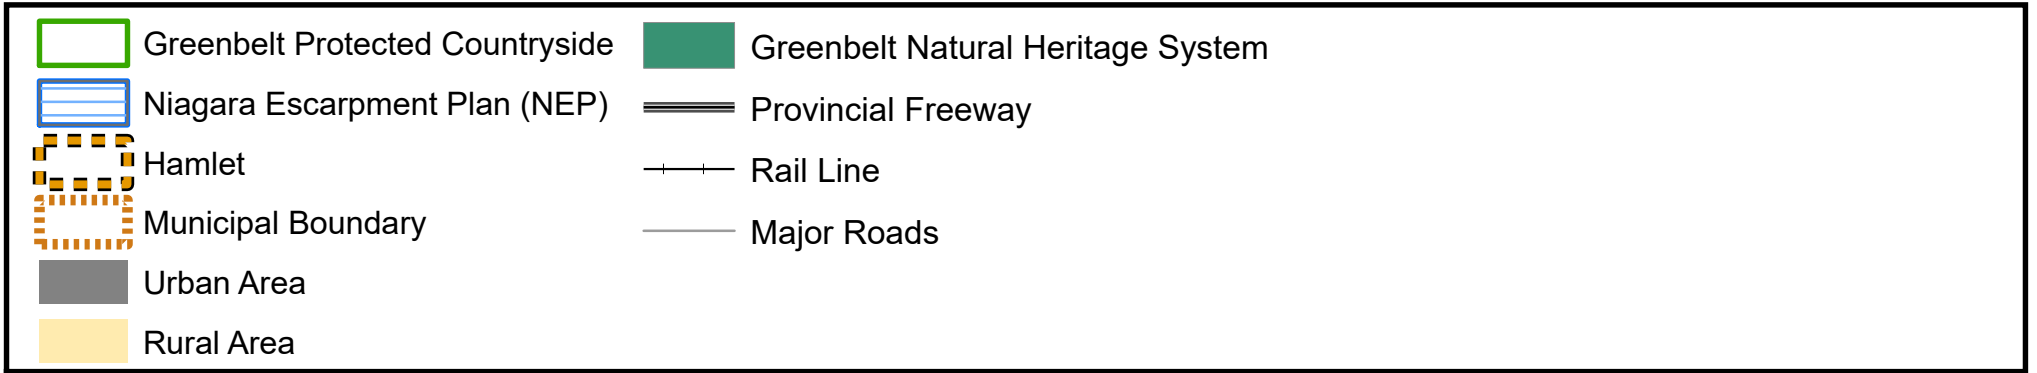 Greenbelt Protected Countryside
Niagara Escarpment Plan (NEP)
Hamlet
Municipal Boundary
Urban Area
Rural Area
Greenbelt Natural Heritage System
Provincial Freeway
Rail Line
Major Roads